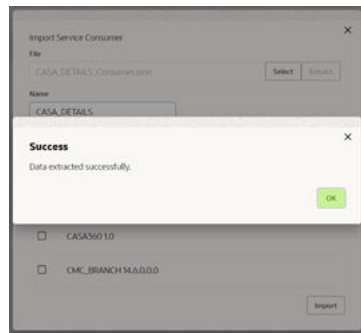 Import Service Consumer
File
CASA_DETAILS_Consumer.json
Select
Extract
Name
CASA_DETAILS
Success
Data extracted successfully.
OK
CASA360 1.0
CMC_BRANCH 14.6.0.0.0
Import